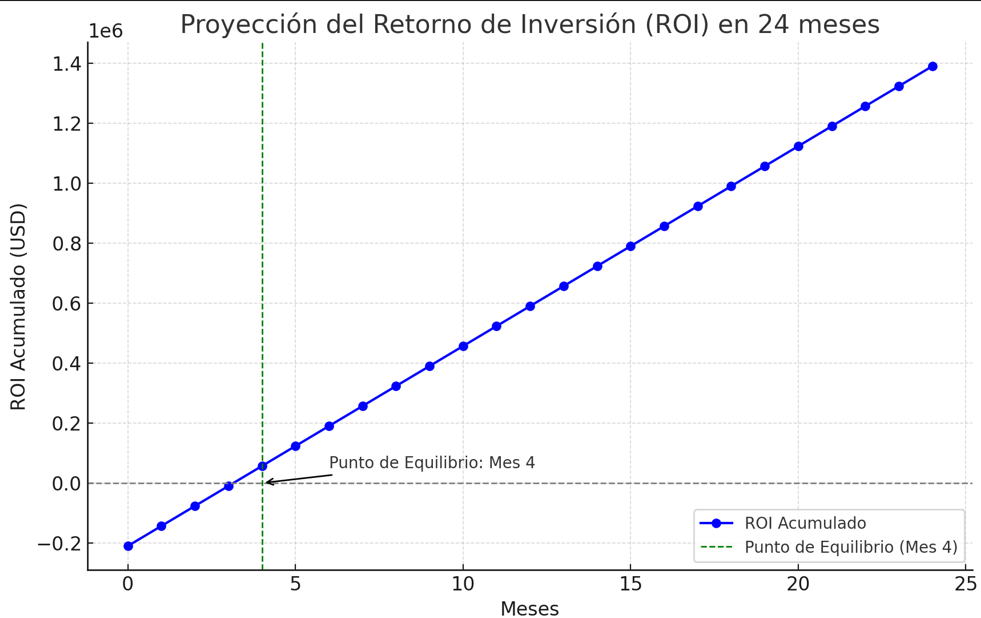 Proyección del Retorno de Inversión (ROI) en 24 meses
1e6
1.4
1.2
1.0
0.8
0.6
0.4
0.2
0.0
−0.2
ROI Acumulado (USD)
Punto de Equilibrio: Mes 4
ROI Acumulado
Punto de Equilibrio (Mes 4)
0 5 10 15 20 25
Meses